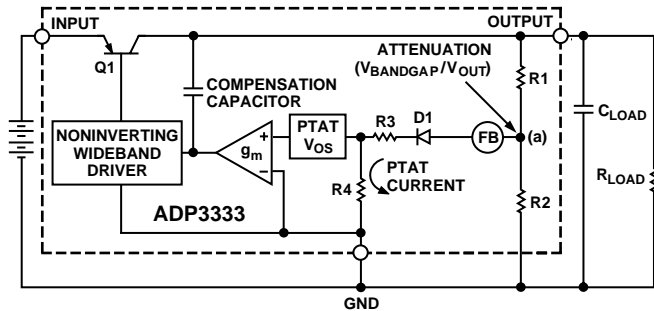 INPUT
OUTPUT
Q1
ATTENUATION
(VBANDGAP/VOUT)
R1
COMPENSATION
CAPACITOR
CLOAD
NONINVERTING
WIDEBAND
DRIVER
gm
+
−
PTAT
VOS
R3
D1
FB
(a)
R4
PTAT
CURRENT
R2
RLOAD
ADP3333
GND